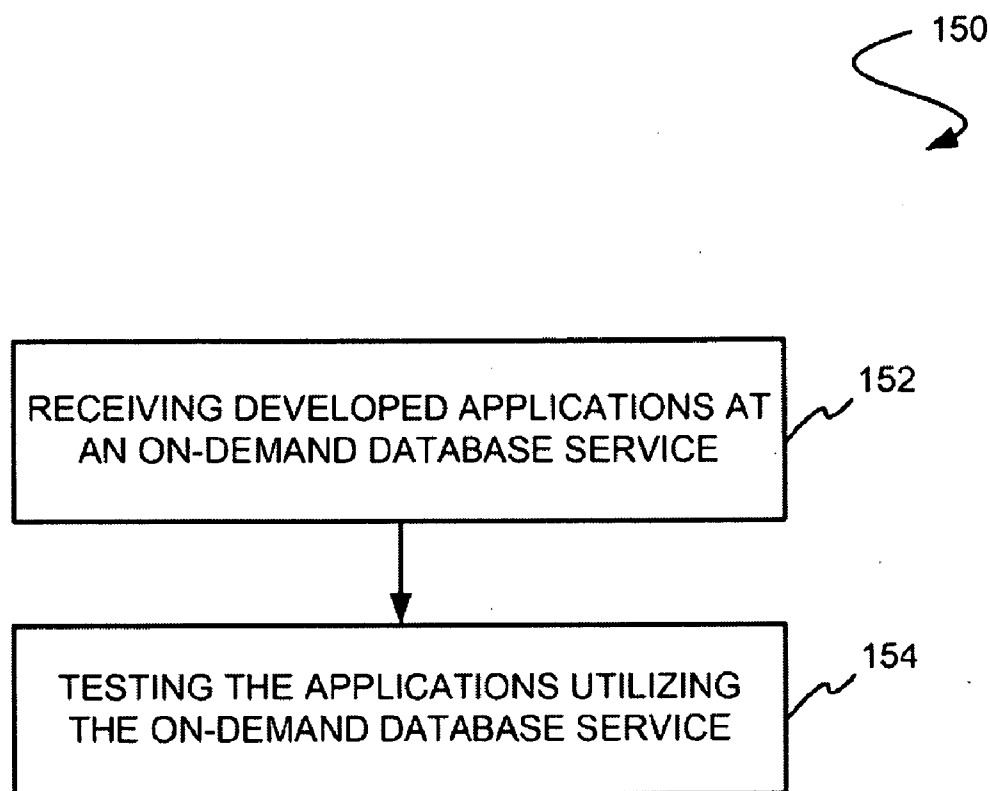 150
RECEIVING DEVELOPED APPLICATIONS AT
AN ON-DEMAND DATABASE SERVICE
152
TESTING THE APPLICATIONS UTILIZING
THE ON-DEMAND DATABASE SERVICE
154